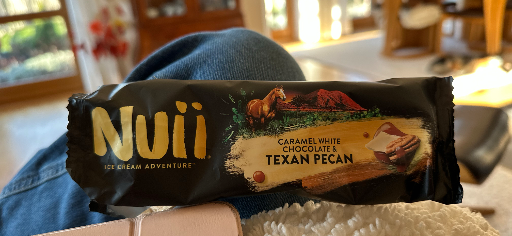 Nuii
ICE CREAM ADVENTURE
CARAMEL WHITE
CHOCOLATE &
TEXAN PECAN